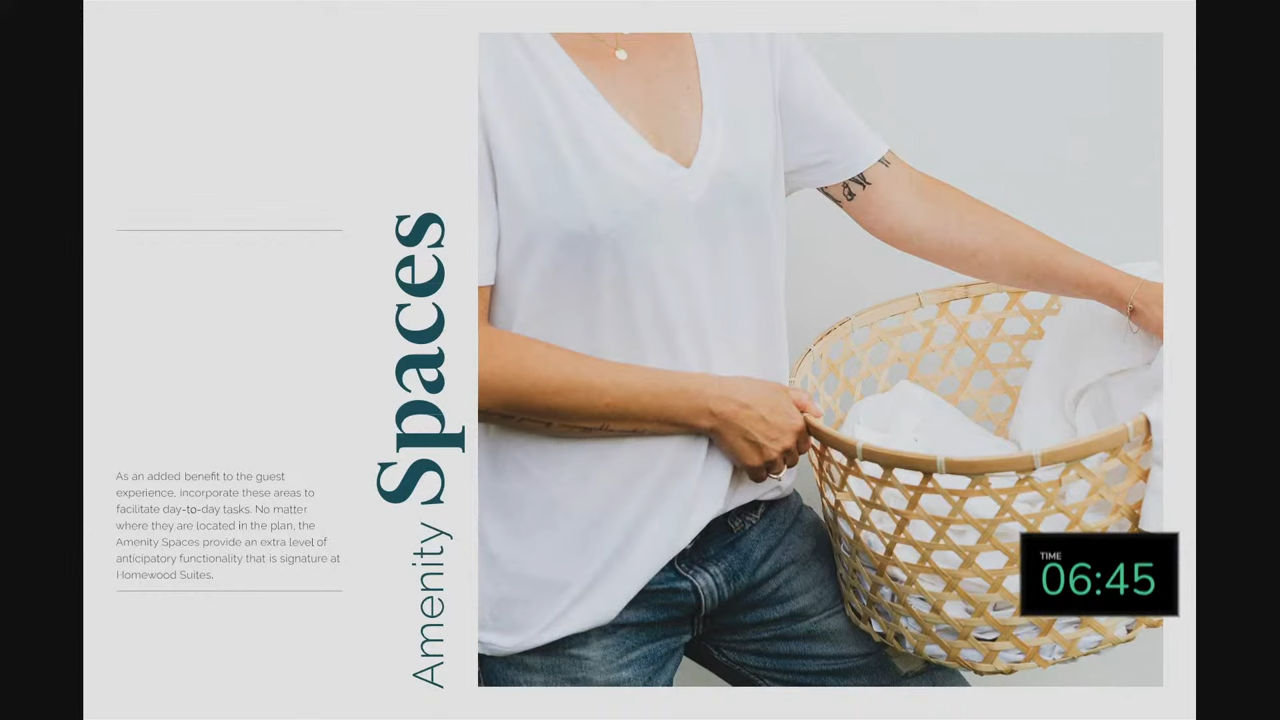 As an added benefit to the guest
experience, incorporate these areas to
facilitate day-to-day tasks. No matter
where they are located in the plan, the
Amenity Spaces provide an extra level of
anticipatory functionality that is signature at
Homewood Suites.
Amenity Spaces
TIME
06:45